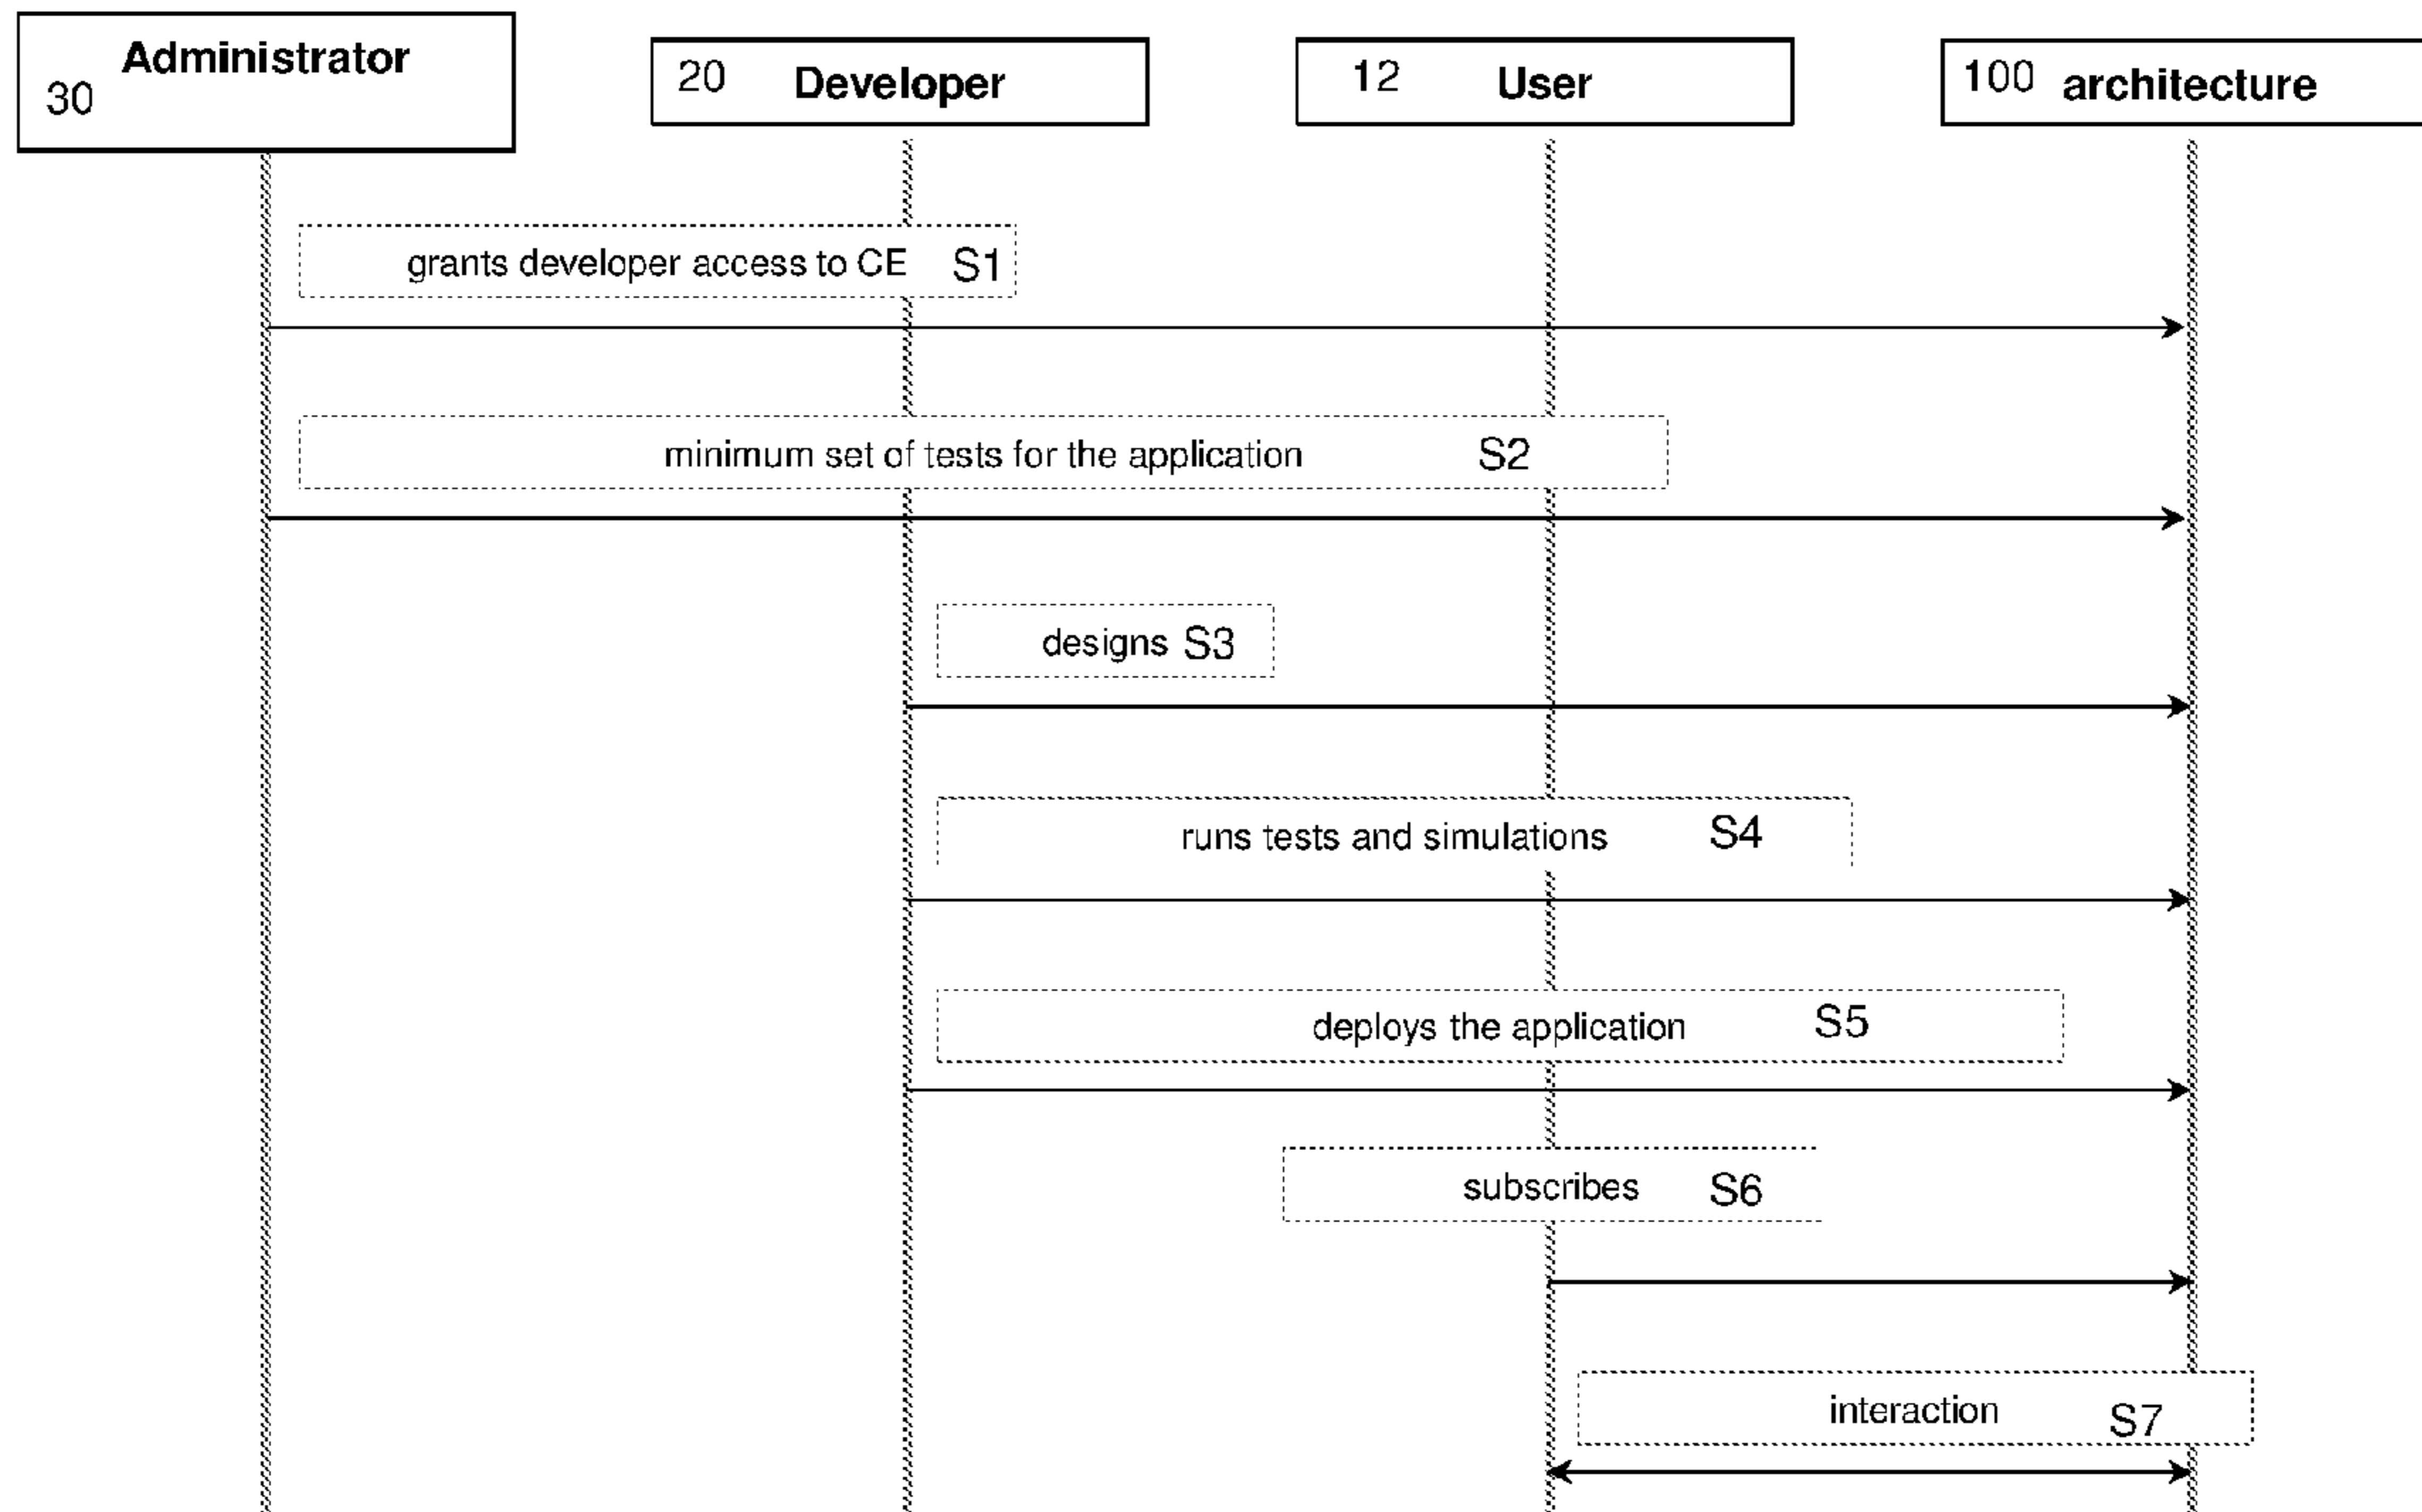 Administrator
30
20 Developer
12 User
100 architecture
grants developer access to CE S1
minimum set of tests for the application S2
designs S3
runs tests and simulations S4
deploys the application S5
subscribes S6
interaction S7